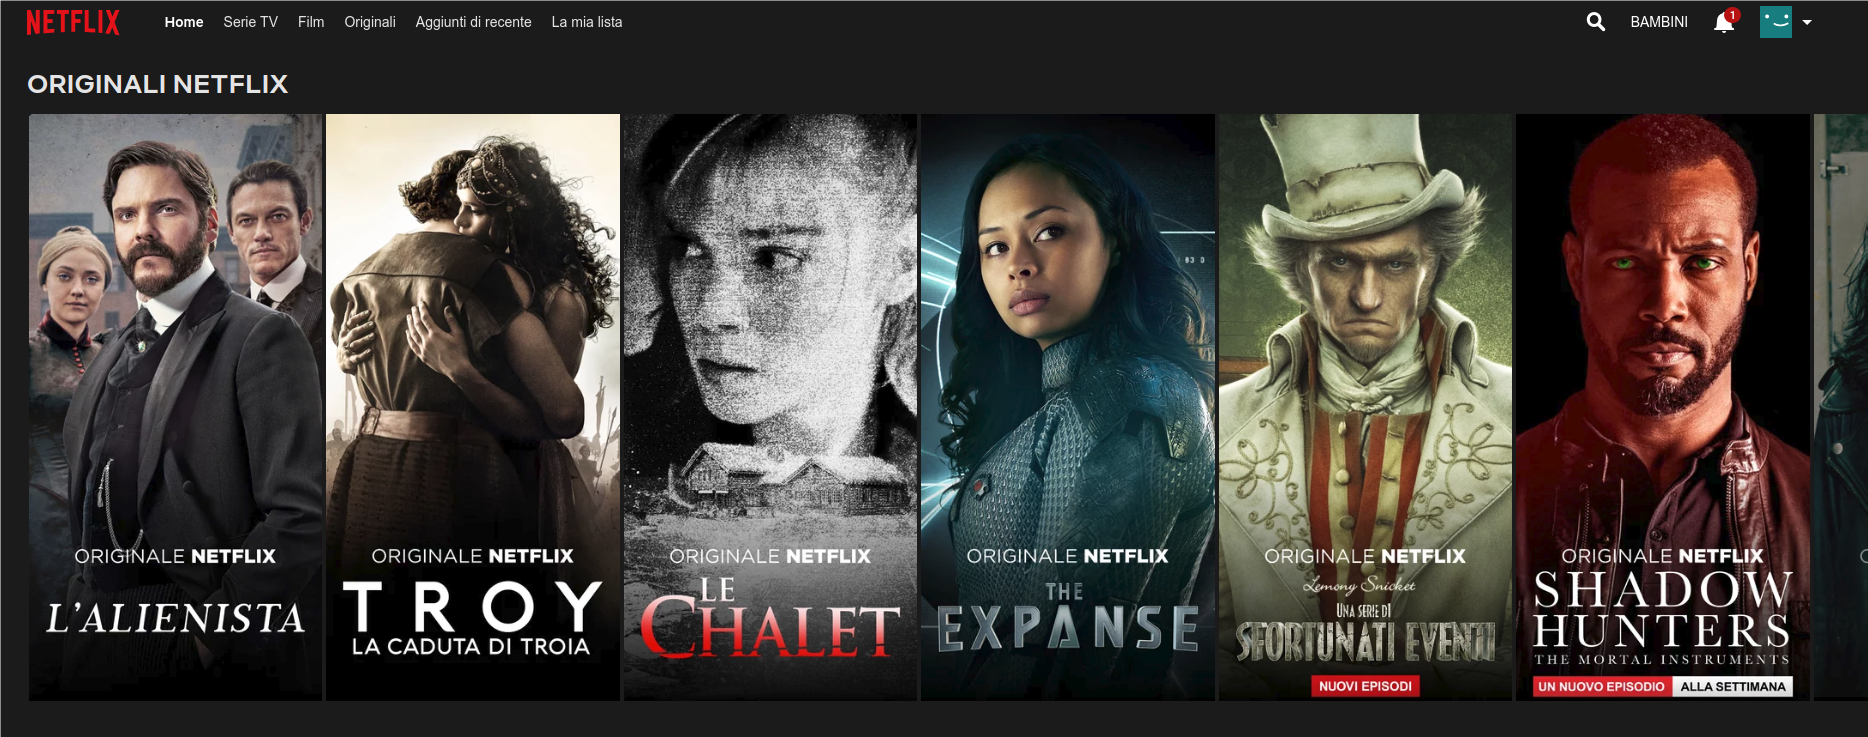 NETFLIX Home Serie TV Film Originali Aggiunti di recente La mia lista BAMBINI 1
ORIGINALI NETFLIX
ORIGINALE NETFLIX
L'ALIENISTA
ORIGINALE NETFLIX
TROY
LA CADUTA DI TROIA
ORIGINALE NETFLIX
LE
CHALET
ORIGINALE NETFLIX
THE
EXPANSE
ORIGINALE NETFLIX
Lemony Snicket
UNA SERIE DI
SFORTUNATI EVENTI
NUOVI EPISODI
ORIGINALE NETFLIX
SHADOW
HUNTERS
THE MORTAL INSTRUMENTS
UN NUOVO EPISODIO ALLA SETTIMANA